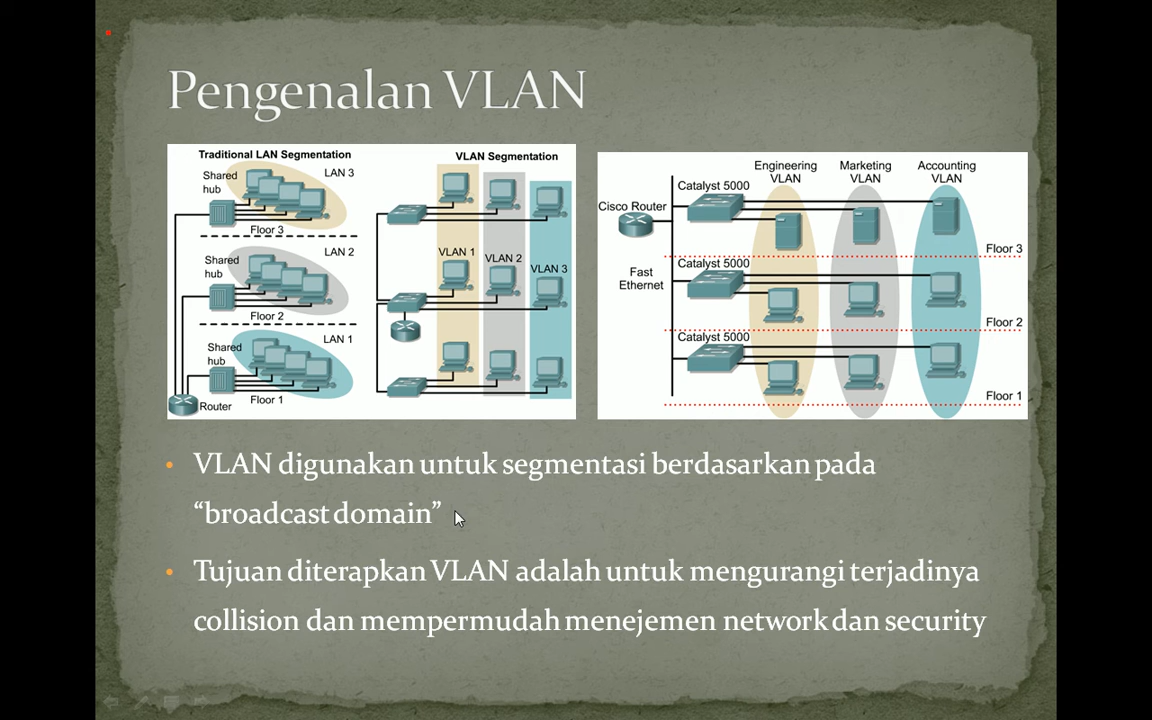 Pengenalan VLAN
Traditional LAN Segmentation
Shared
hub
LAN 3
Floor 3
Shared
hub
LAN 2
Floor 2
Shared
hub
LAN 1
Floor 1
Router
VLAN Segmentation
VLAN 1
VLAN 2
VLAN 3
Engineering
VLAN
Marketing
VLAN
Accounting
VLAN
Catalyst 5000
Cisco Router
Floor 3
Catalyst 5000
Fast
Ethernet
Floor 2
Catalyst 5000
Floor 1
• VLAN digunakan untuk segmentasi berdasarkan pada
“broadcast domain”
• Tujuan diterapkan VLAN adalah untuk mengurangi terjadinya
collision dan mempermudah menejemen network dan security